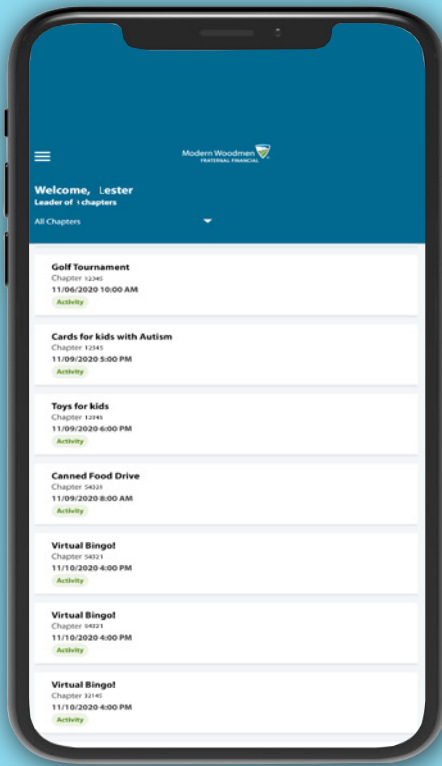 Modern Woodmen
FRATERNAL FINANCIAL
Welcome, Lester
Leader of chapters
All Chapters
Golf Tournament
Chapter 12345
11/06/2020 10:00 AM
Activity
Cards for kids with Autism
Chapter 12345
11/09/2020 5:00 PM
Activity
Toys for kids
Chapter 12345
11/09/2020 6:00 PM
Activity
Canned Food Drive
Chapter 54321
11/09/2020 8:00 AM
Activity
Virtual Bingo!
Chapter 54321
11/10/2020 4:00 PM
Activity
Virtual Bingo!
Chapter 54321
11/10/2020 4:00 PM
Activity
Virtual Bingo!
Chapter 32145
11/10/2020 4:00 PM
Activity